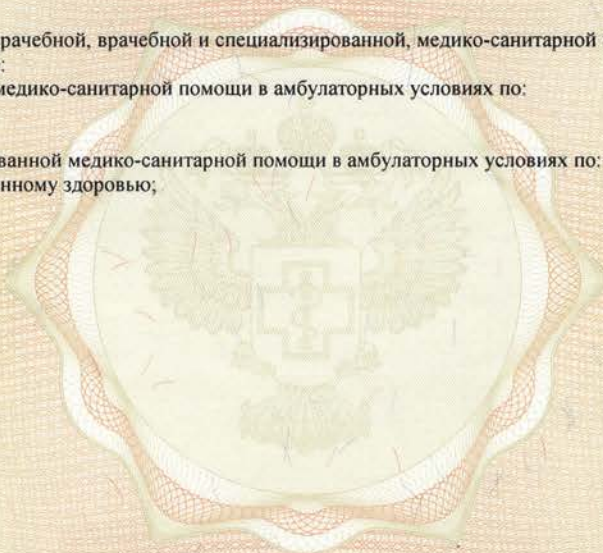 рачебной, врачебной и специализированной, медико-санитарной
:
медико-санитарной помощи в амбулаторных условиях по:
ванной медико-санитарной помощи в амбулаторных условиях по:
нному здоровью;